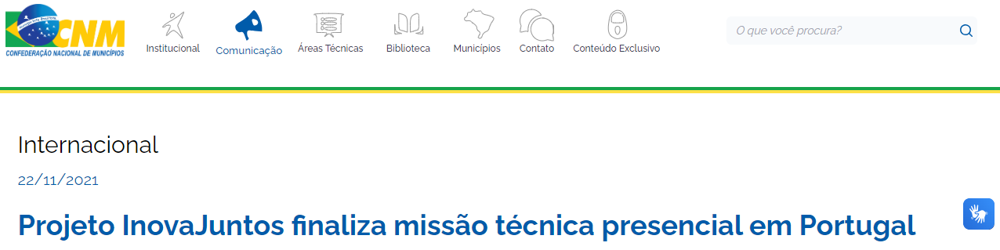 CNM
CONFEDERAÇÃO NACIONAL DE MUNICÍPIOS
Institucional
Comunicação
Áreas Técnicas
Biblioteca
Municípios
Contato
Conteúdo Exclusivo
O que você procura?
Internacional
22/11/2021
Projeto InovaJuntos finaliza missão técnica presencial em Portugal